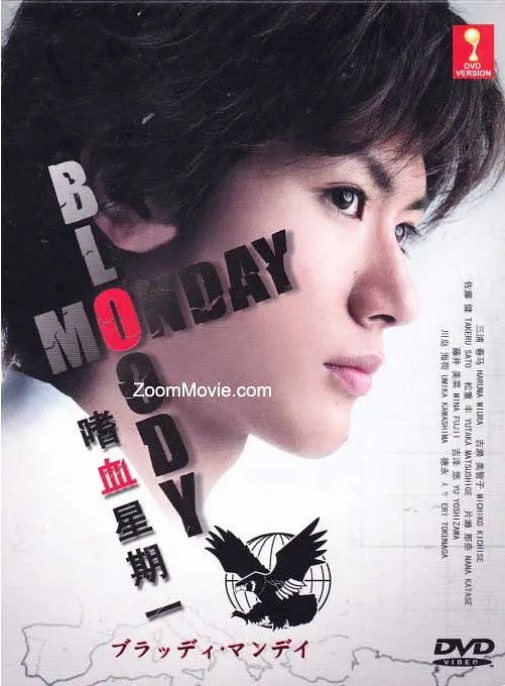 DVD
VERSION
BLOODY
MONDAY
ZoomMovie.com
嗜血星期一
ブラッディ・マンデイ
三浦 春马 HARUMA MIURA 吉瀬 美智子 MICHIKO KICHISE
佐藤 健 TAKERU SATO 松重 丰 YUTAKA MATSUSHIGE 片瀬 那奈 NANA KATASE
藤井 美菜 MINA FUJII 吉泽 悠 YU YOSHIZAWA
川岛 海荷 UMIKA KAWASHIMA 德永 えり ERI TOKUNAGA
DVD
VIDEO